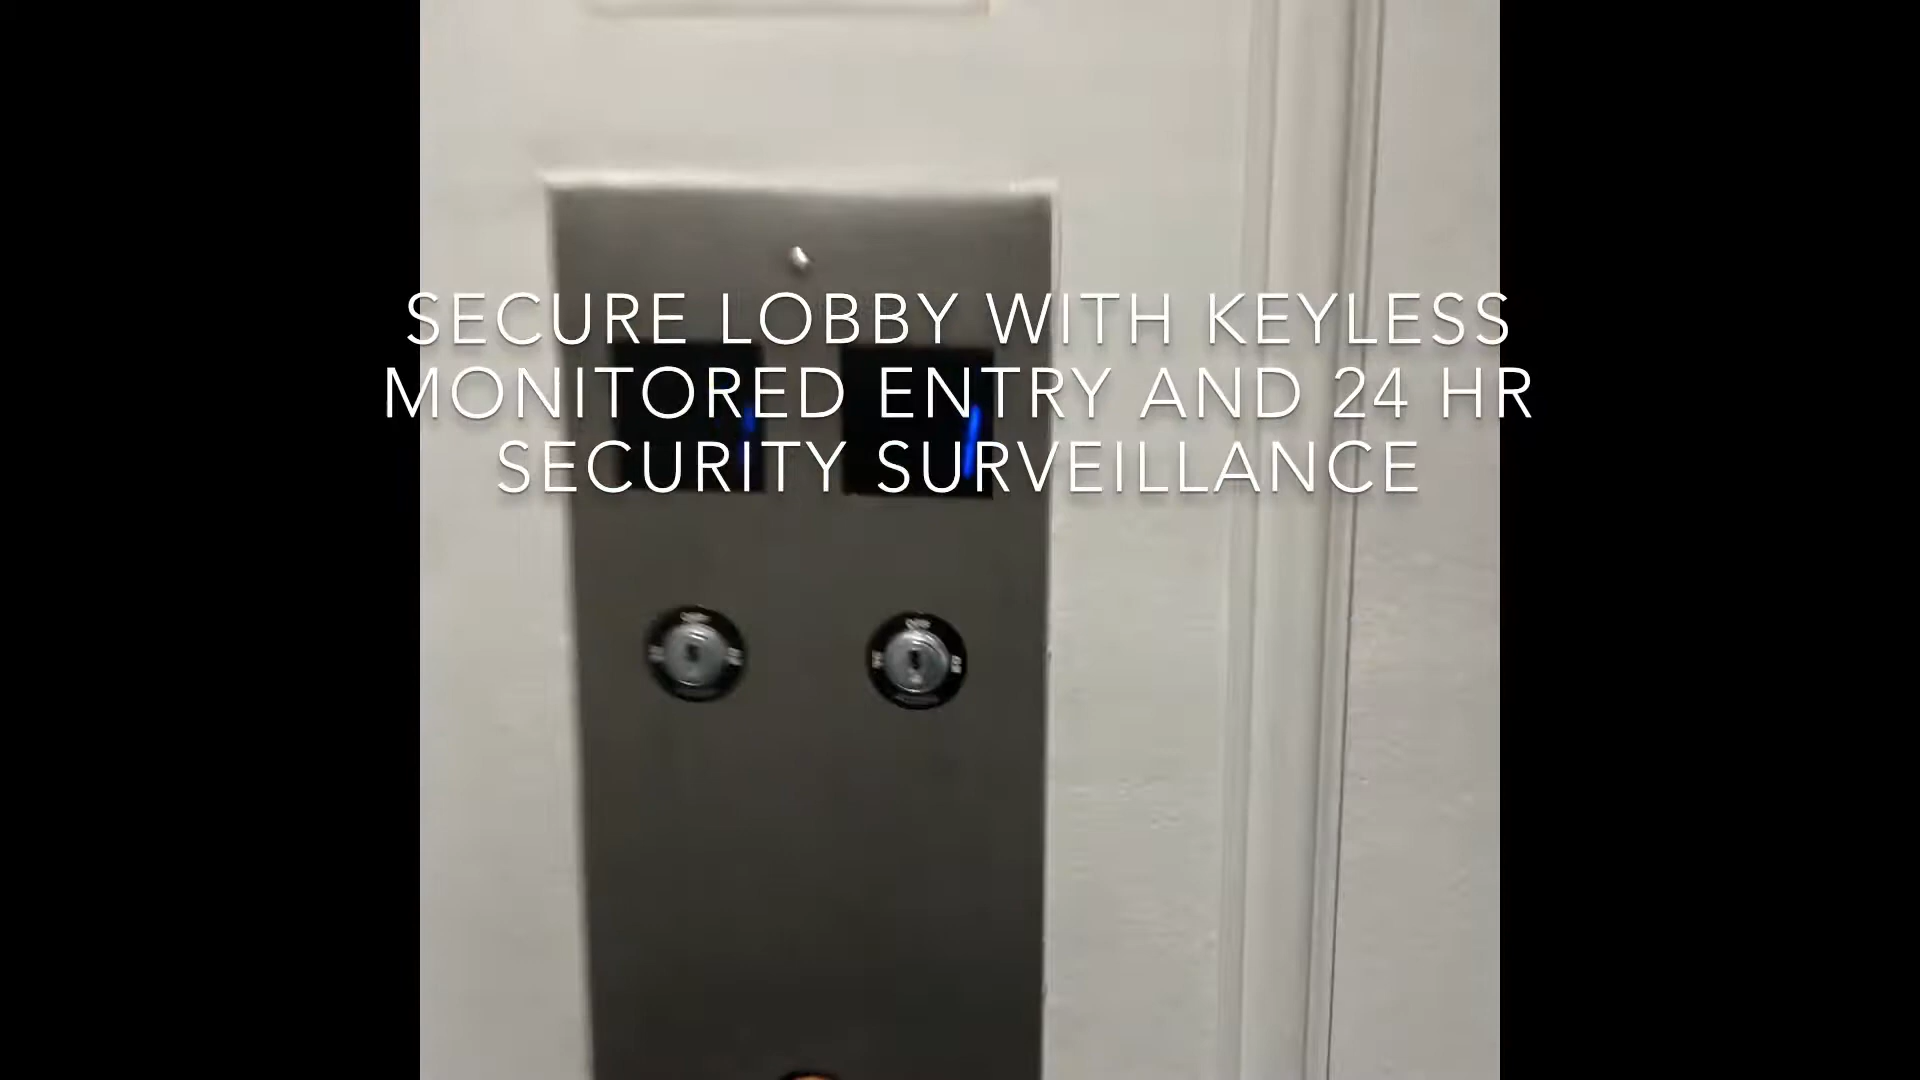 SECURE LOBBY WITH KEYLESS
MONITORED ENTRY AND 24 HR
SECURITY SURVEILLANCE